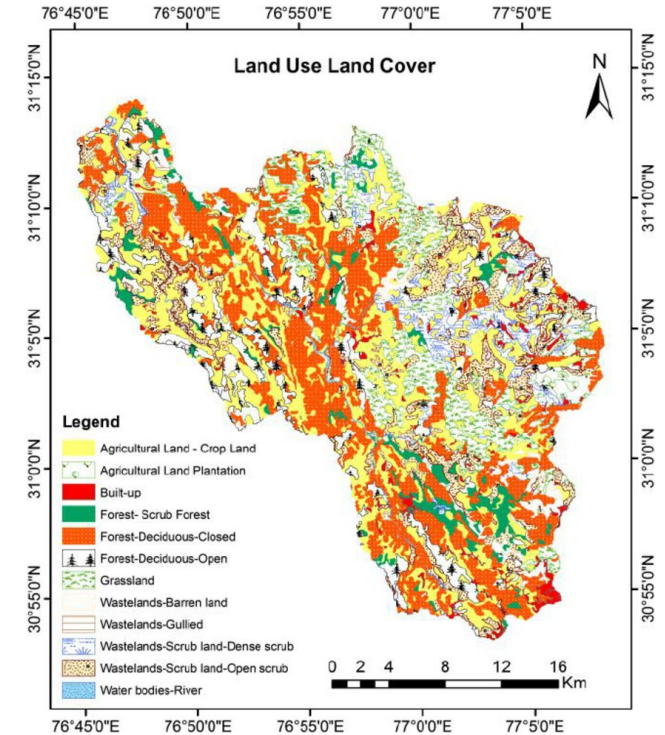 76°45'0"E 76°50'0"E 76°55'0"E 77°0'0"E 77°50'0"E
Land Use Land Cover
N
31°15'0"N 31°15'0"N
31°10'0"N 31°10'0"N
31°5'0"N 31°5'0"N
31°0'0"N 31°0'0"N
30°55'0"N 30°55'0"N
Legend
Agricultural Land - Crop Land
Agricultural Land Plantation
Built-up
Forest- Scrub Forest
Forest-Deciduous-Closed
Forest-Deciduous-Open
Grassland
Wastelands-Barren land
Wastelands-Gullied
Wastelands-Scrub land-Dense scrub
Wastelands-Scrub land-Open scrub
Water bodies-River
0 2 4 8 12 16
Km
76°45'0"E 76°50'0"E 76°55'0"E 77°0'0"E 77°50'0"E